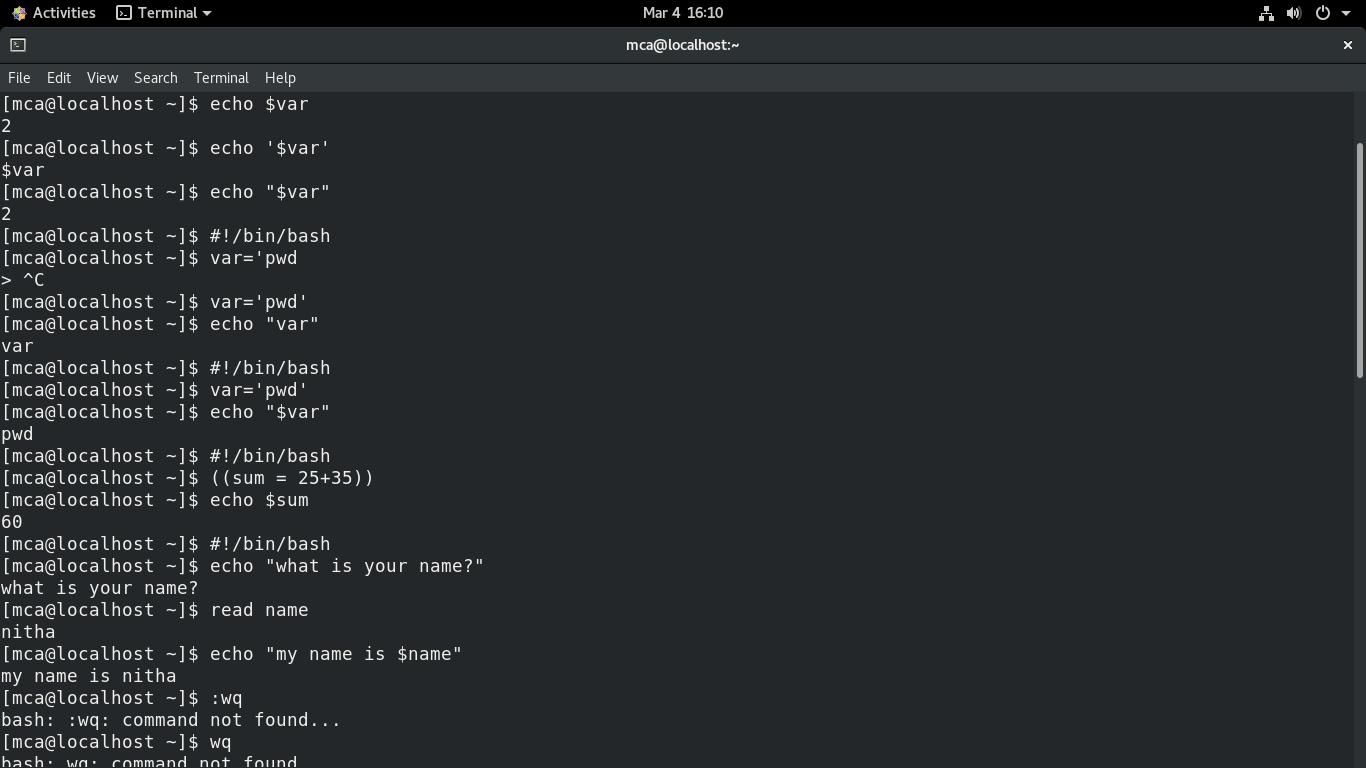 Activities Terminal Mar 4 16:10
mca@localhost:~
File Edit View Search Terminal Help
[mca@localhost ~]$ echo $var
2
[mca@localhost ~]$ echo '$var'
$var
[mca@localhost ~]$ echo "$var"
2
[mca@localhost ~]$ #!/bin/bash
[mca@localhost ~]$ var='pwd
> ^C
[mca@localhost ~]$ var='pwd'
[mca@localhost ~]$ echo "var"
var
[mca@localhost ~]$ #!/bin/bash
[mca@localhost ~]$ var='pwd'
[mca@localhost ~]$ echo "$var"
pwd
[mca@localhost ~]$ #!/bin/bash
[mca@localhost ~]$ ((sum = 25+35))
[mca@localhost ~]$ echo $sum
60
[mca@localhost ~]$ #!/bin/bash
[mca@localhost ~]$ echo "what is your name?"
what is your name?
[mca@localhost ~]$ read name
nitha
[mca@localhost ~]$ echo "my name is $name"
my name is nitha
[mca@localhost ~]$ :wq
bash: :wq: command not found...
[mca@localhost ~]$ wq
bash: wq: command not found